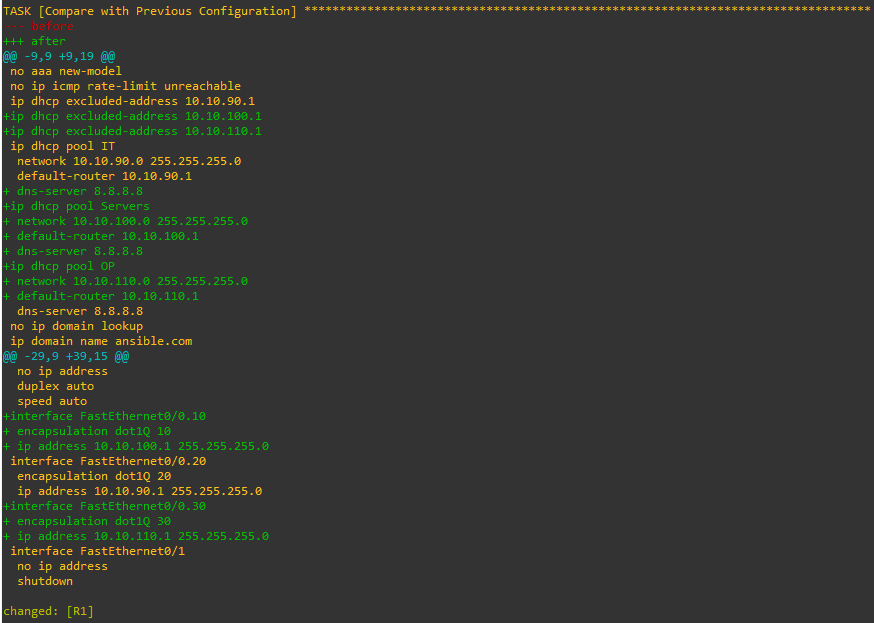 TASK [Compare with Previous Configuration] *********************************************************************************
--- before
+++ after
@@ -9,9 +9,19 @@
 no aaa new-model
 no ip icmp rate-limit unreachable
 ip dhcp excluded-address 10.10.90.1
+ip dhcp excluded-address 10.10.100.1
+ip dhcp excluded-address 10.10.110.1
 ip dhcp pool IT
  network 10.10.90.0 255.255.255.0
  default-router 10.10.90.1
+ dns-server 8.8.8.8
+ip dhcp pool Servers
+ network 10.10.100.0 255.255.255.0
+ default-router 10.10.100.1
+ dns-server 8.8.8.8
+ip dhcp pool OP
+ network 10.10.110.0 255.255.255.0
+ default-router 10.10.110.1
  dns-server 8.8.8.8
 no ip domain lookup
 ip domain name ansible.com
@@ -29,9 +39,15 @@
  no ip address
  duplex auto
  speed auto
+interface FastEthernet0/0.10
+ encapsulation dot1Q 10
+ ip address 10.10.100.1 255.255.255.0
 interface FastEthernet0/0.20
  encapsulation dot1Q 20
  ip address 10.10.90.1 255.255.255.0
+interface FastEthernet0/0.30
+ encapsulation dot1Q 30
+ ip address 10.10.110.1 255.255.255.0
 interface FastEthernet0/1
  no ip address
  shutdown
changed: [R1]